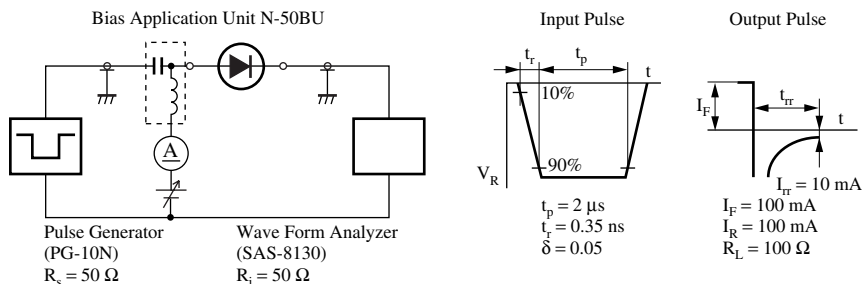 Bias Application Unit N-50BU
A
Pulse Generator
(PG-10N)
R_s = 50 Ω
Wave Form Analyzer
(SAS-8130)
R_i = 50 Ω
Input Pulse
t_r
t_p
t
10%
90%
V_R
t_p = 2 μs
t_r = 0.35 ns
δ = 0.05
Output Pulse
I_F
t_rr
t
I_rr = 10 mA
I_F = 100 mA
I_R = 100 mA
R_L = 100 Ω